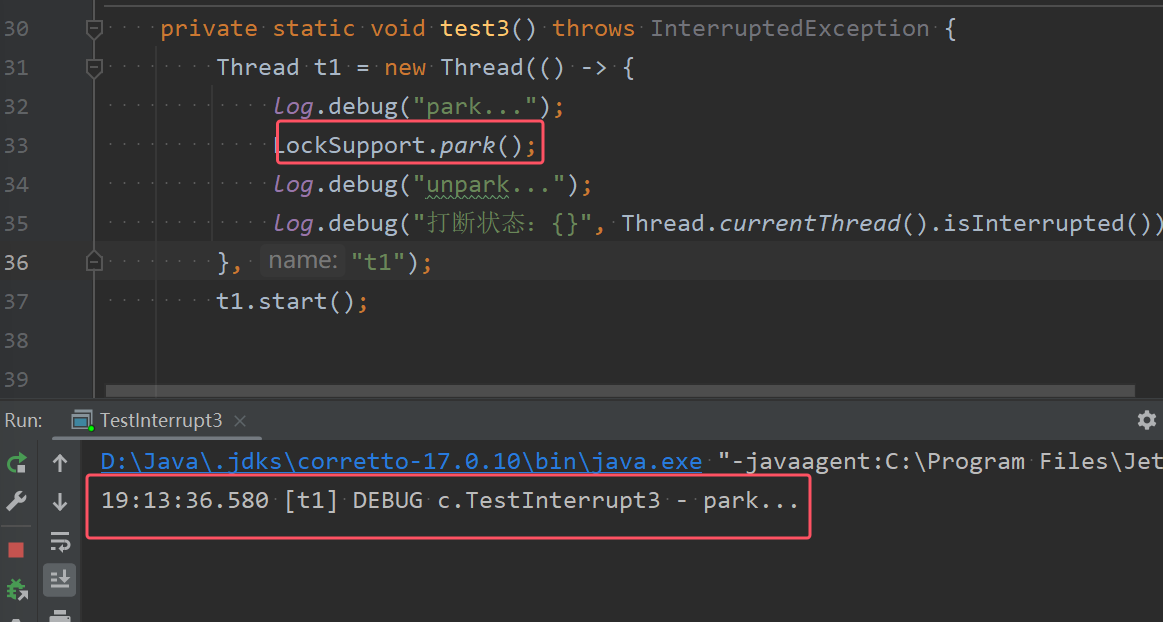 30 private static void test3() throws InterruptedException {
31 Thread t1 = new Thread(() -> {
32 log.debug("park...");
33 LockSupport.park();
34 log.debug("unpark...");
35 log.debug("打断状态: {}", Thread.currentThread().isInterrupted())
36 }, name: "t1");
37 t1.start();
38
39
Run: TestInterrupt3
D:\Java\.jdks\corretto-17.0.10\bin\java.exe "-javaagent:C:\Program Files\Jet
19:13:36.580 [t1] DEBUG c.TestInterrupt3 - park...